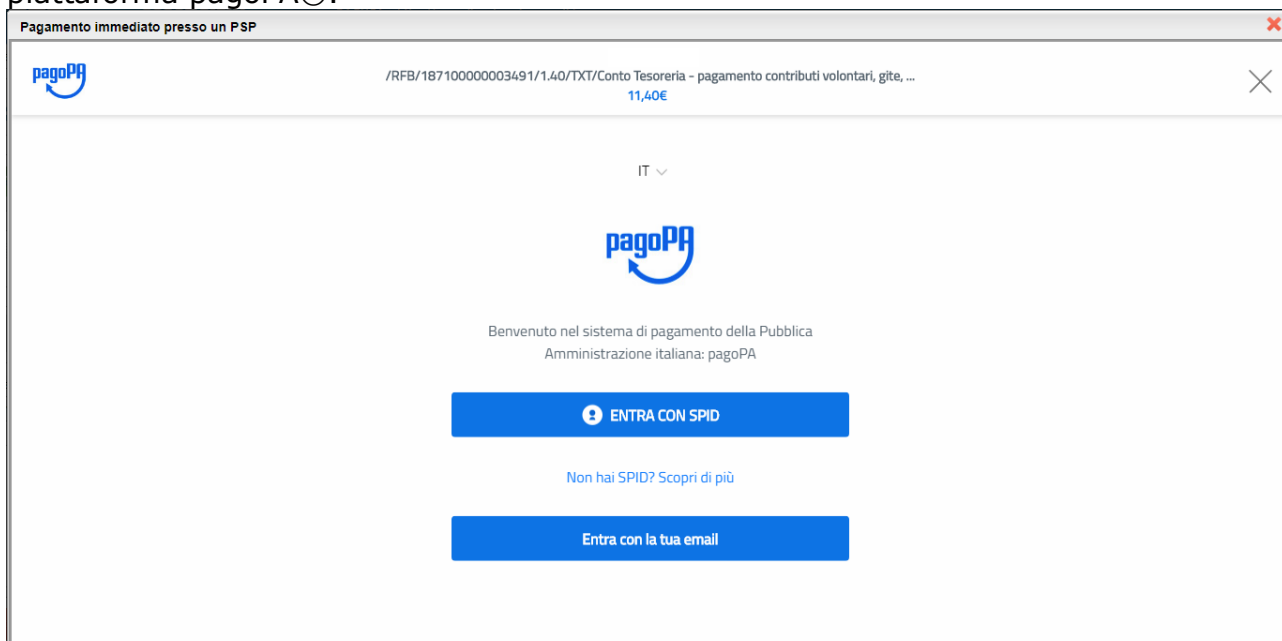 piattaforma pagoPA®.
Pagamento immediato presso un PSP
pagoPA
/RFB/187100000003491/1.40/TXT/Conto Tesoreria - pagamento contributi volontari, gite, ...
11,40€
IT
pagoPA
Benvenuto nel sistema di pagamento della Pubblica
Amministrazione italiana: pagoPA
ENTRA CON SPID
Non hai SPID? Scopri di più
Entra con la tua email